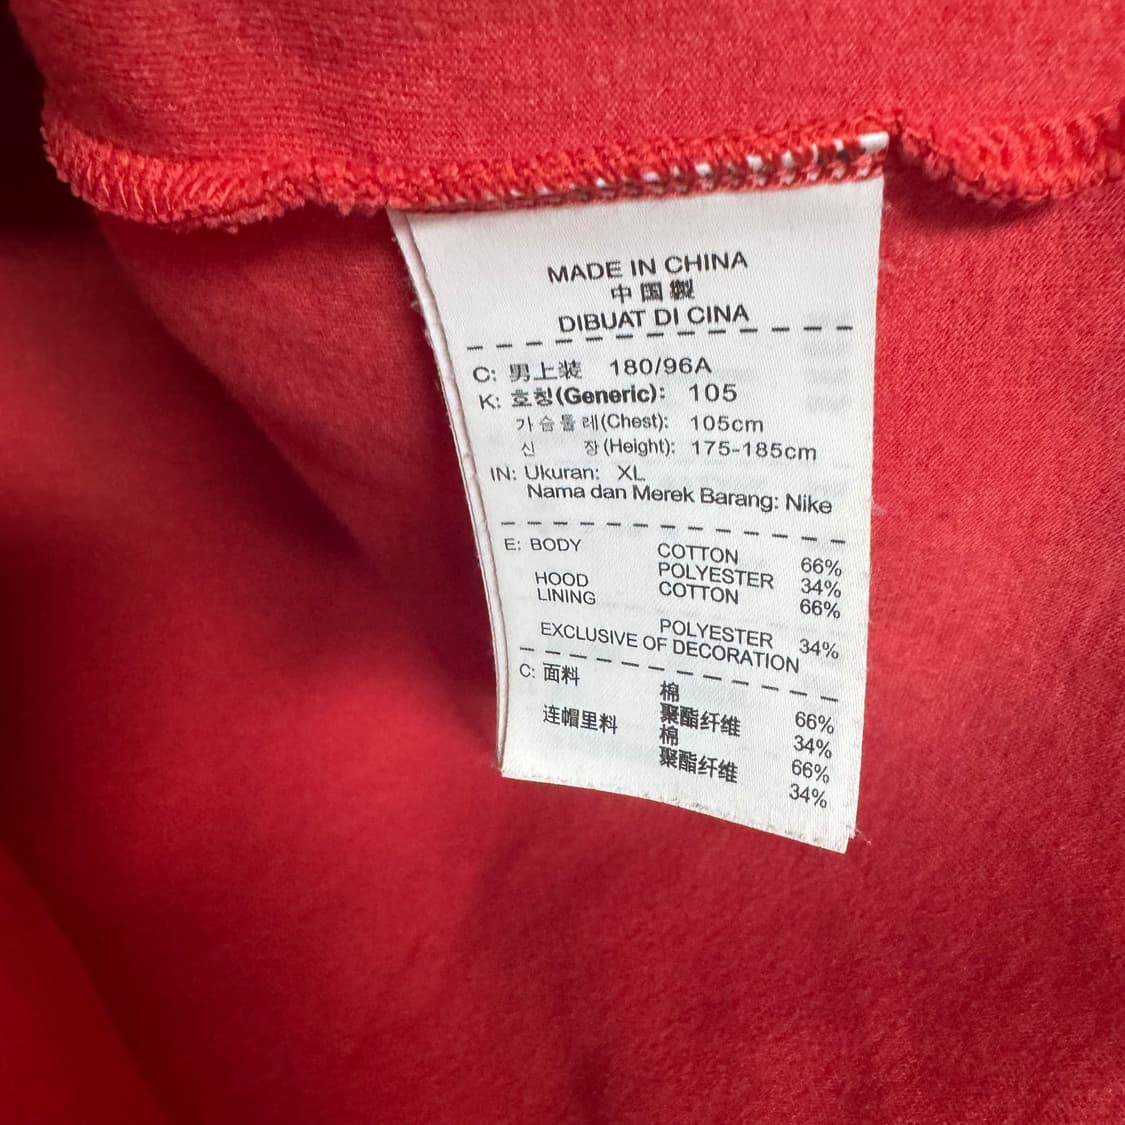 MADE IN CHINA
中国製
DIBUAT DI CINA
C: 男上装 180/96A
K: 호칭(Generic): 105
가슴둘레(Chest): 105cm
신 장(Height): 175-185cm
IN: Ukuran: XL
Nama dan Merek Barang: Nike
E: BODY COTTON 66%
POLYESTER 34%
HOOD LINING COTTON 66%
POLYESTER 34%
EXCLUSIVE OF DECORATION
C: 面料 棉 66%
聚酯纤维 34%
连帽里料 棉 66%
聚酯纤维 34%